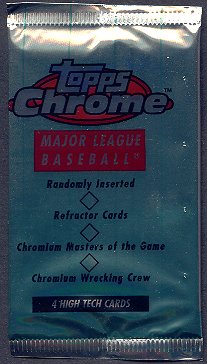 topps
Chrome™
MAJOR LEAGUE
BASEBALL®
Randomly Inserted
Refractor Cards
Chromium Masters of the Game
Chromium Wrecking Crew
4 HIGH TECH CARDS